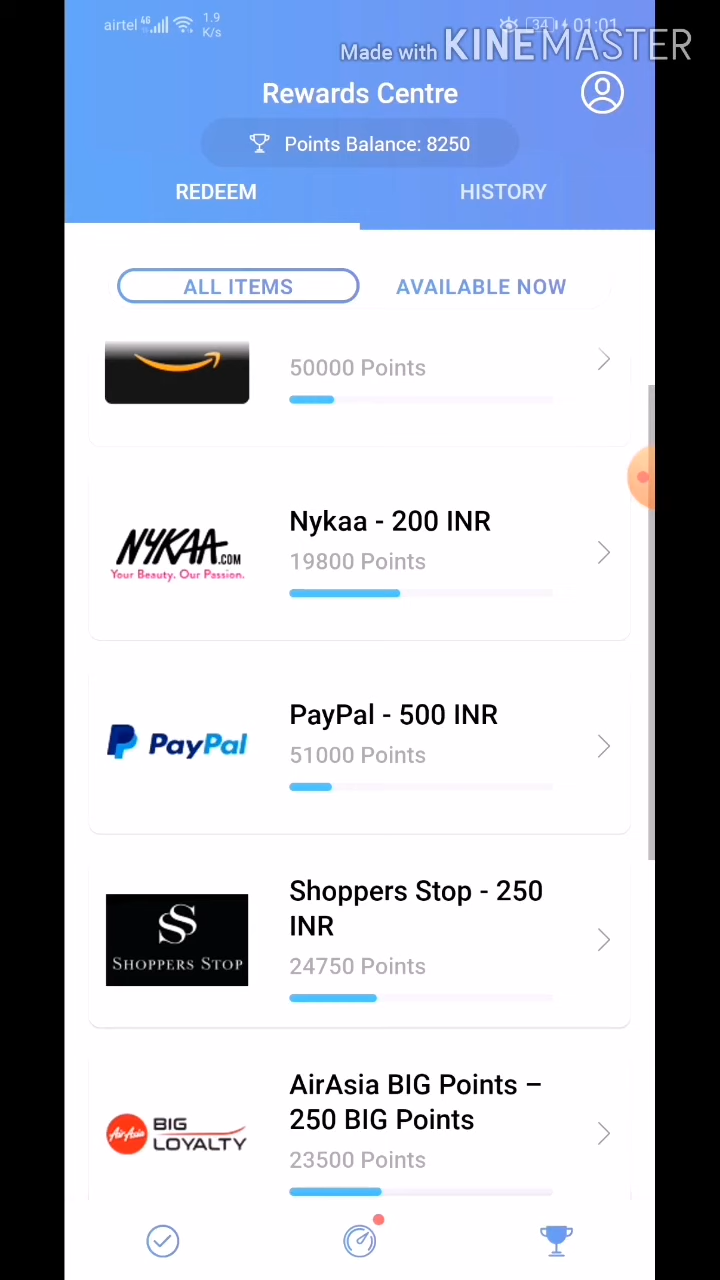 airtel 4G 1.9
K/s
34 01:01
Made with KINEMASTER
Rewards Centre
Points Balance: 8250
REDEEM HISTORY
ALL ITEMS AVAILABLE NOW
50000 Points
NYKAA.COM
Your Beauty. Our Passion.
Nykaa - 200 INR
19800 Points
PayPal
PayPal - 500 INR
51000 Points
SHOPPERS STOP
Shoppers Stop - 250
INR
24750 Points
AirAsia BIG
LOYALTY
AirAsia BIG Points –
250 BIG Points
23500 Points